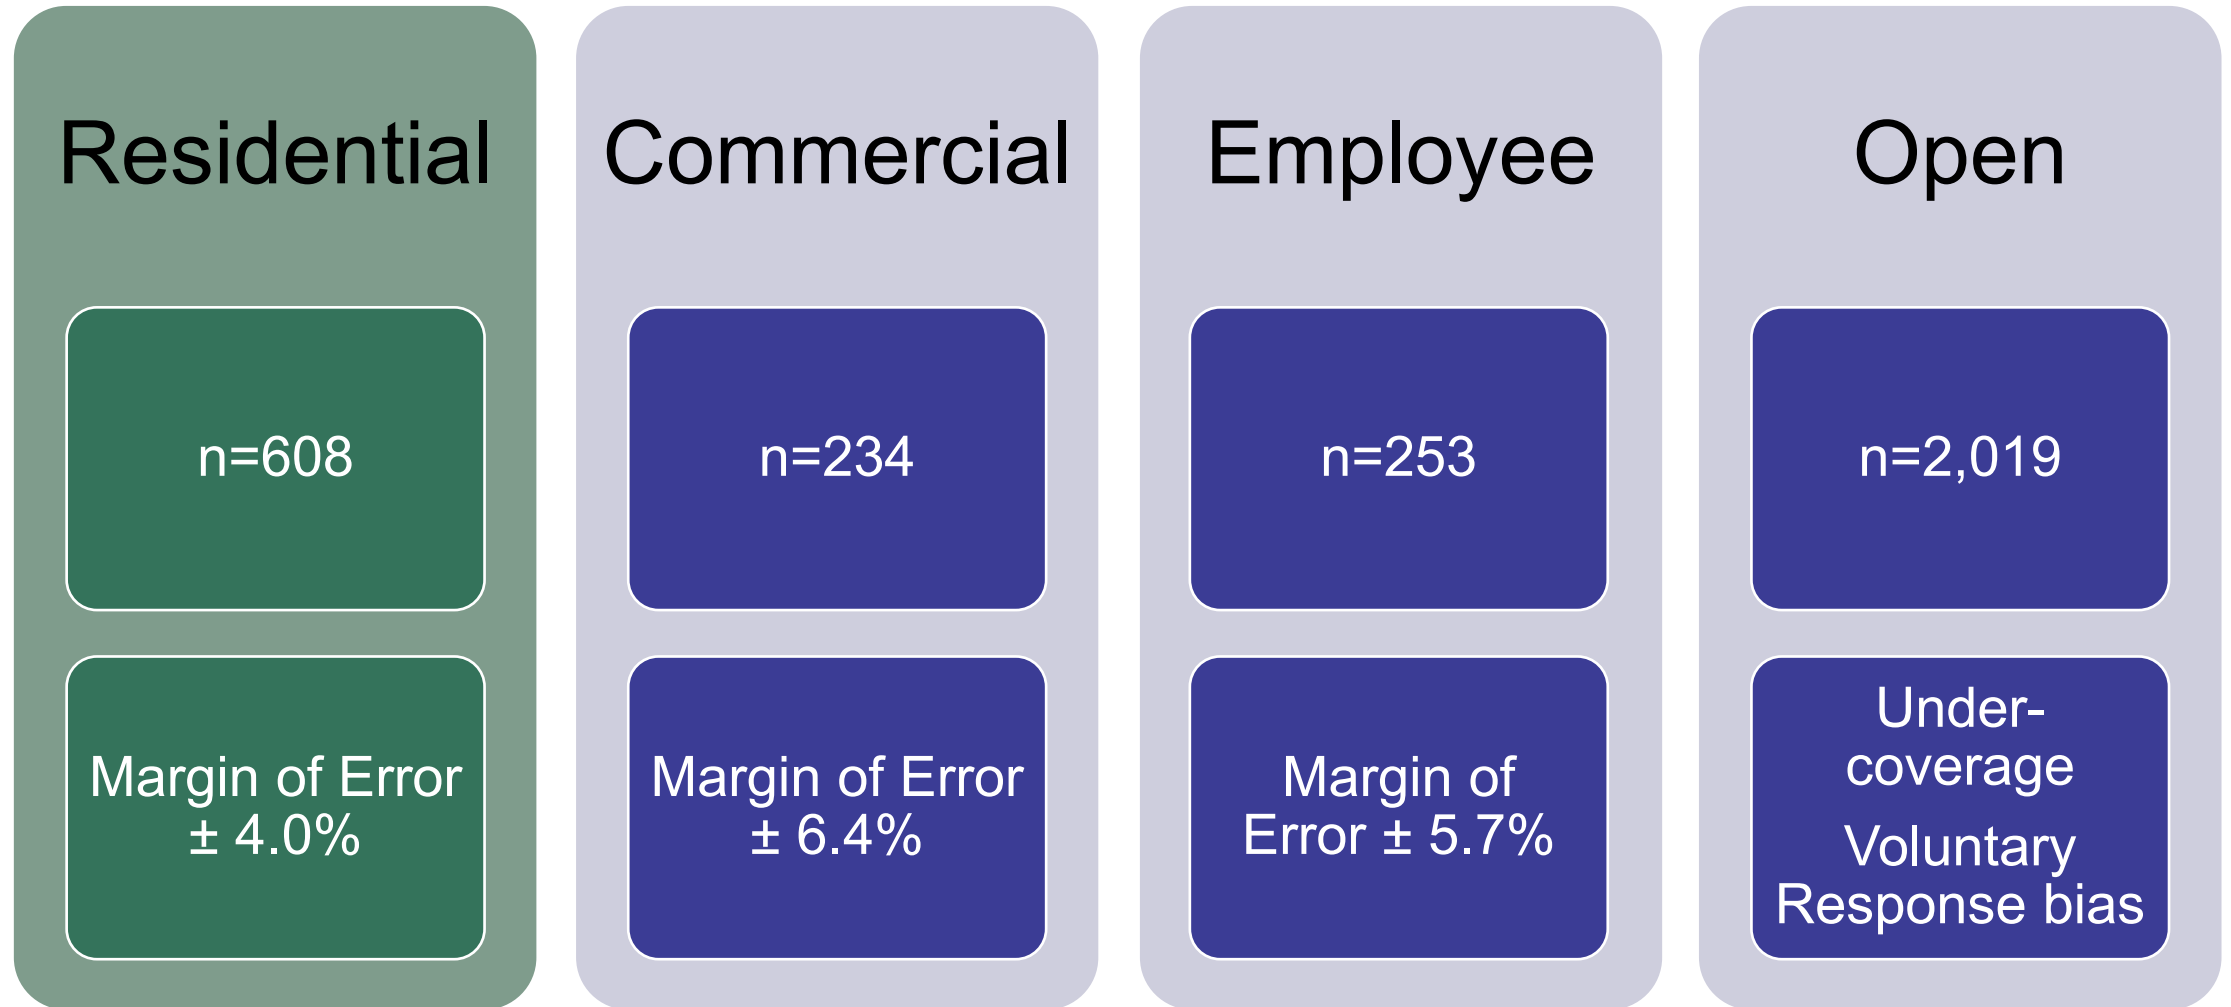 Residential
n=608
Margin of Error
± 4.0%
Commercial
n=234
Margin of Error
± 6.4%
Employee
n=253
Margin of
Error ± 5.7%
Open
n=2,019
Under-
coverage
Voluntary
Response bias